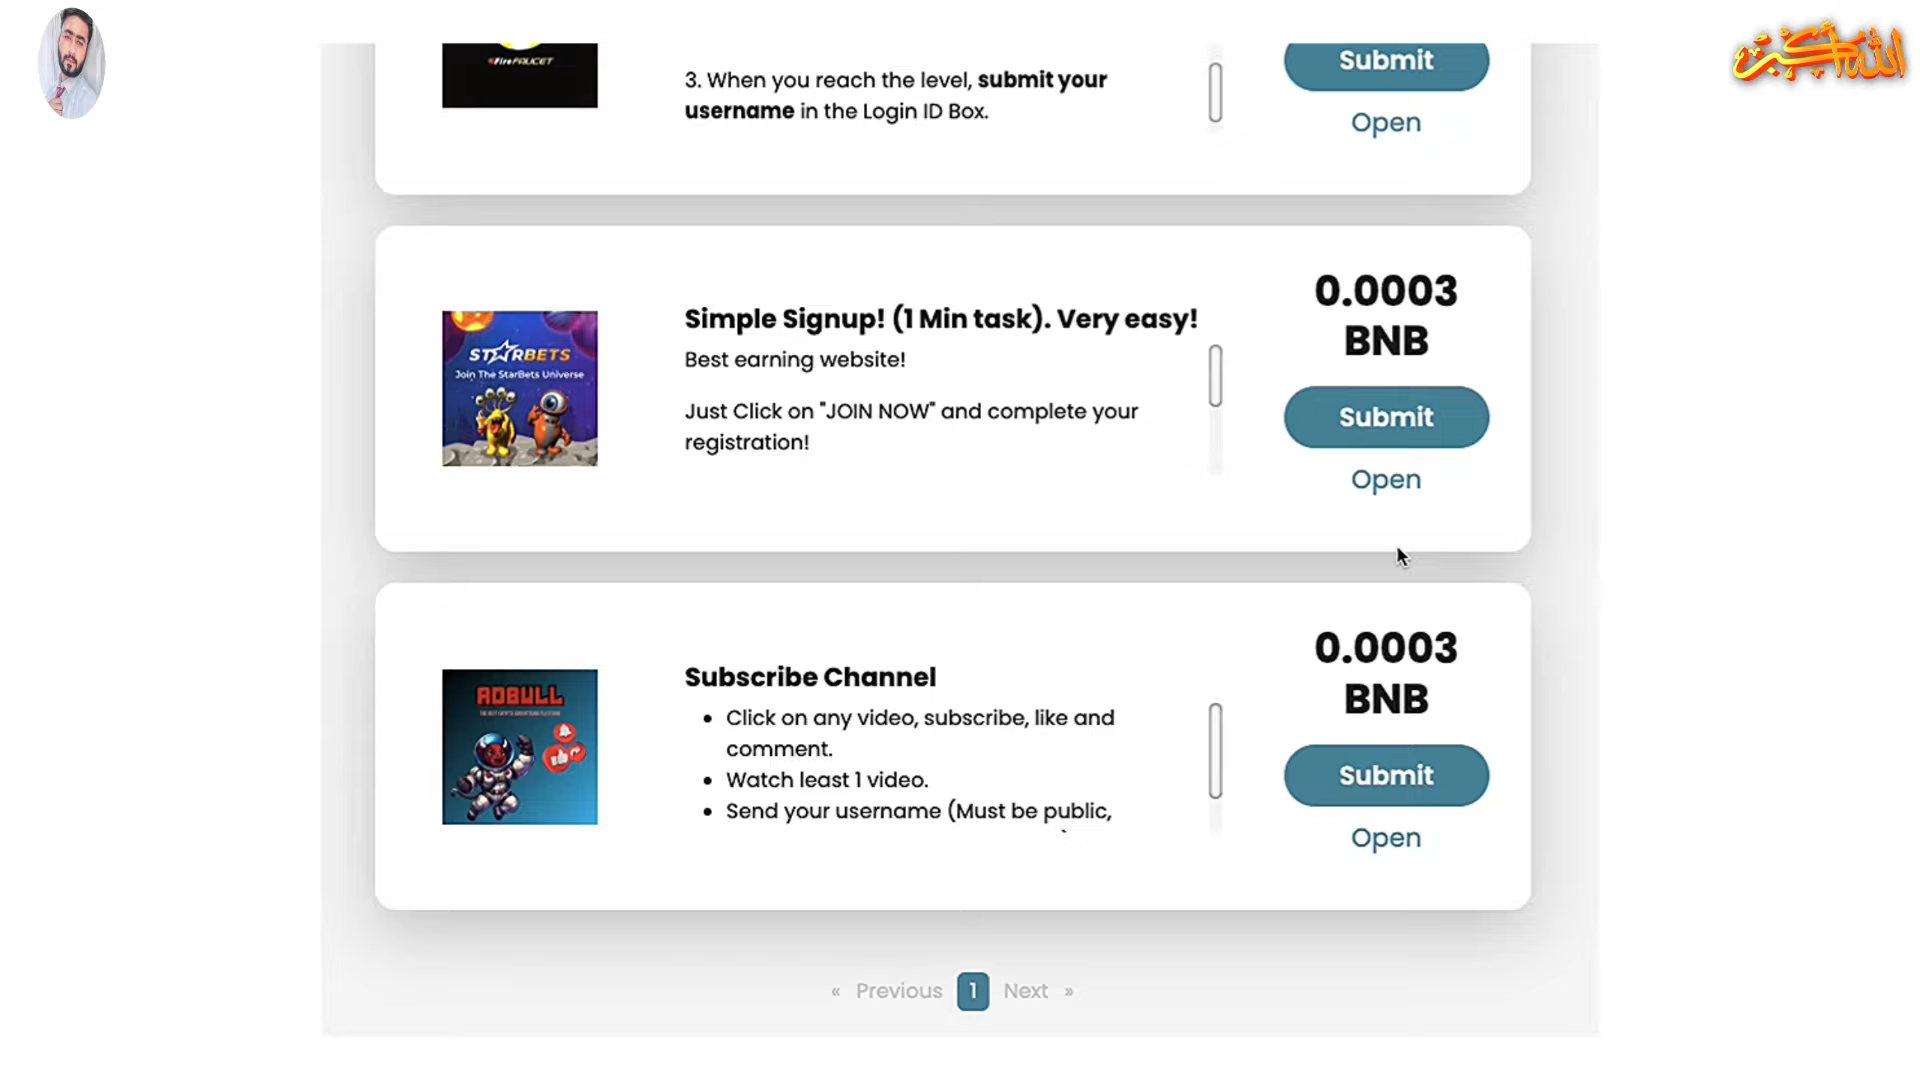 الله أكبر
FireFAUCET
3. When you reach the level, submit your
username in the Login ID Box.
Submit
Open
STARBETS
Join The StarBets Universe
Simple Signup! (1 Min task). Very easy!
Best earning website!
Just Click on "JOIN NOW" and complete your
registration!
0.0003
BNB
Submit
Open
ADBULL
Subscribe Channel
• Click on any video, subscribe, like and
comment.
• Watch least 1 video.
• Send your username (Must be public,
0.0003
BNB
Submit
Open
« Previous 1 Next »